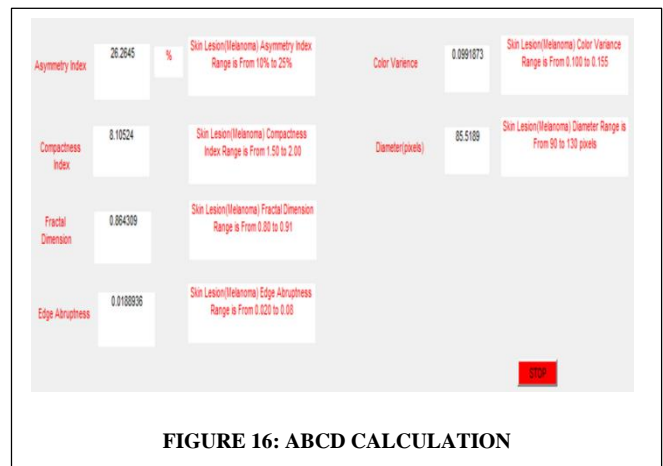 Asymmetry Index
26.2645
%
Skin Lesion(Melanoma) Asymmetry Index
Range is From 10% to 25%
Color Varience
0.0991873
Skin Lesion(Melanoma) Color Variance
Range is From 0.100 to 0.155
Compactness
Index
8.10524
Skin Lesion(Melanoma) Compactness
Index Range is From 1.50 to 2.00
Diameter(pixels)
85.5189
Skin Lesion(Melanoma) Diameter Range is
From 90 to 130 pixels
Fractal
Dimension
0.864309
Skin Lesion(Melanoma) Fractal Dimension
Range is From 0.80 to 0.91
Edge Abruptness
0.0188936
Skin Lesion(Melanoma) Edge Abruptness
Range is From 0.020 to 0.08
STOP
FIGURE 16: ABCD CALCULATION